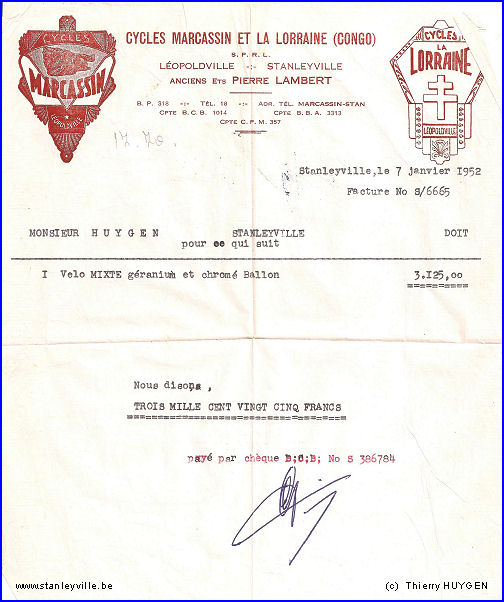 CYCLES
MARCASSIN
LÉOPOLDVILLE
CYCLES MARCASSIN ET LA LORRAINE (CONGO)
S.P.R.L.
LÉOPOLDVILLE -:- STANLEYVILLE
ANCIENS ETS PIERRE LAMBERT
B. P. 318 -:- TÉL. 18 -:- ADR. TÉL. MARCASSIN-STAN
CPTE B.C.B. 1014 CPTE B.B.A. 3313
CPTE C.P.M. 357
CYCLES
LA
LORRAINE
LÉOPOLDVILLE
17.20.
Stanleyville,le 7 janvier 1952
Facture No S/6665
MONSIEUR HUYGEN STANLEYVILLE DOIT
pour ce qui suit
I Velo MIXTE géranium et chromé Ballon 3.125,00
Nous disons,
TROIS MILLE CENT VINGT CINQ FRANCS
payé par chèque B;C;B; No S 386784
www.stanleyville.be (c) Thierry HUYGEN